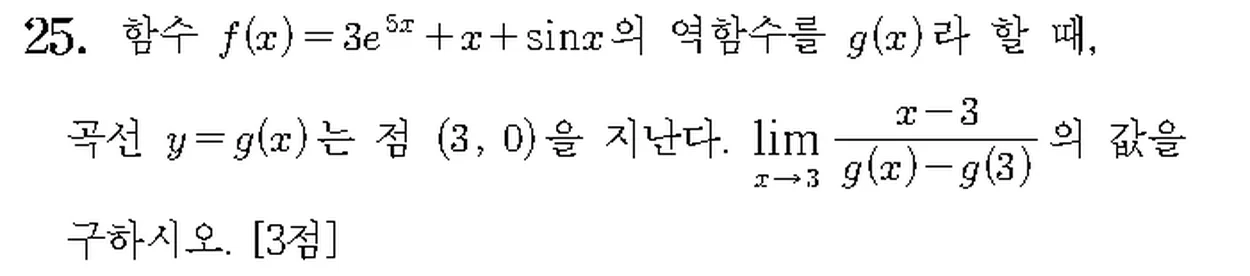 25. 함수 f(x)=3e^{5x}+x+sinx의 역함수를 g(x)라 할 때,
곡선 y=g(x)는 점 (3, 0)을 지난다. \lim_{x→3} \frac{x-3}{g(x)-g(3)}의 값을
구하시오. [3점]